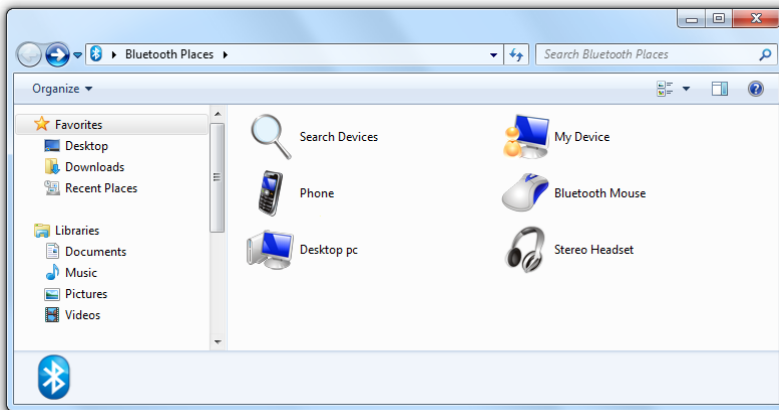 Bluetooth Places
Search Bluetooth Places
Organize
Favorites
Desktop
Downloads
Recent Places
Libraries
Documents
Music
Pictures
Videos
Search Devices
My Device
Phone
Bluetooth Mouse
Desktop pc
Stereo Headset